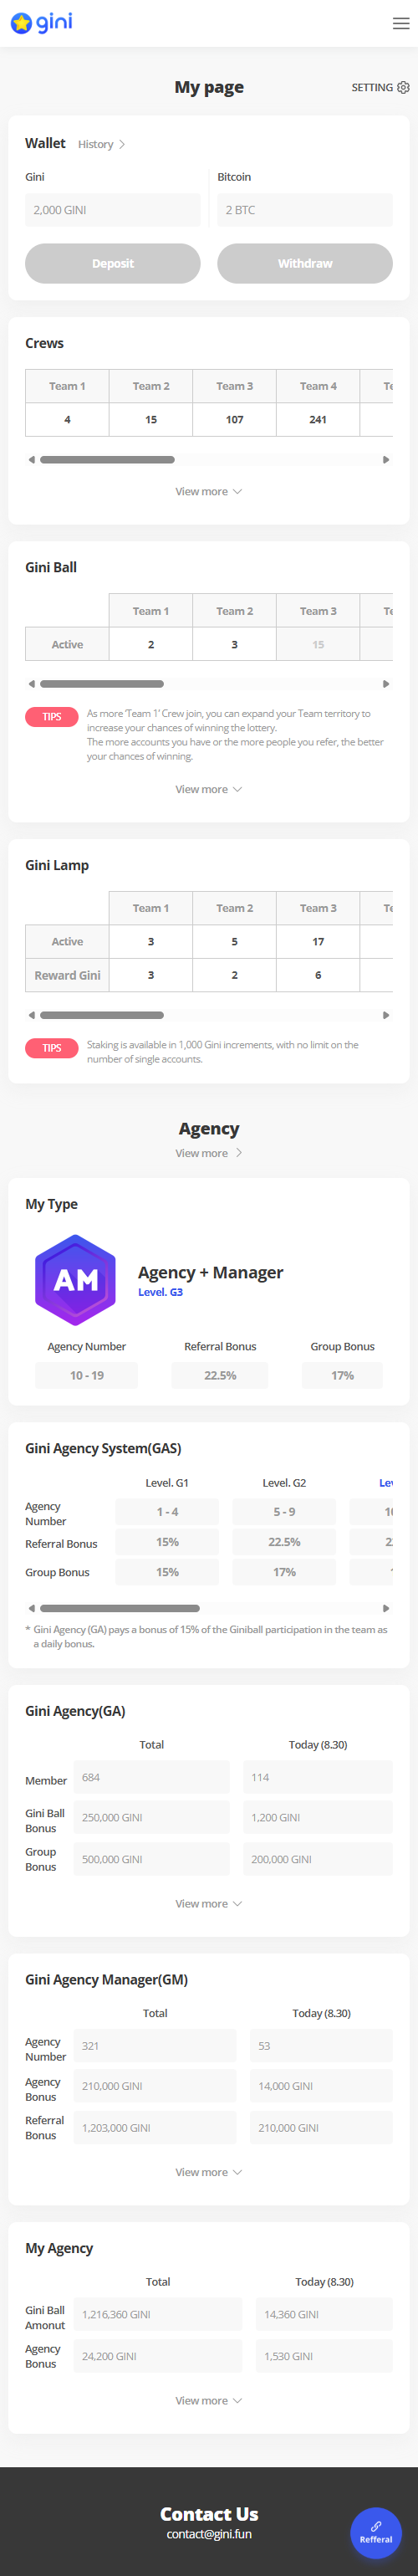 gini
My page
SETTING
Wallet History
Gini Bitcoin
2,000 GINI 2 BTC
Deposit Withdraw
Crews
Team 1 Team 2 Team 3 Team 4 Te
4 15 107 241
View more
Gini Ball
Team 1 Team 2 Team 3 Te
Active 2 3 15
TIPS As more 'Team 1' Crew join, you can expand your Team territory to
increase your chances of winning the lottery.
The more accounts you have or the more people you refer, the better
your chances of winning.
View more
Gini Lamp
Team 1 Team 2 Team 3 Te
Active 3 5 17
Reward Gini 3 2 6
TIPS Staking is available in 1,000 Gini increments, with no limit on the
number of single accounts.
Agency
View more
My Type
AM
Agency + Manager
Level. G3
Agency Number Referral Bonus Group Bonus
10 - 19 22.5% 17%
Gini Agency System(GAS)
Level. G1 Level. G2 Lev
Agency
Number
1 - 4 5 - 9 10
Referral Bonus 15% 22.5% 2
Group Bonus 15% 17% 1
* Gini Agency (GA) pays a bonus of 15% of the Giniball participation in the team as
a daily bonus.
Gini Agency(GA)
Total Today (8.30)
Member 684 114
Gini Ball
Bonus
250,000 GINI 1,200 GINI
Group
Bonus
500,000 GINI 200,000 GINI
View more
Gini Agency Manager(GM)
Total Today (8.30)
Agency
Number
321 53
Agency
Bonus
210,000 GINI 14,000 GINI
Referral
Bonus
1,203,000 GINI 210,000 GINI
View more
My Agency
Total Today (8.30)
Gini Ball
Amonut
1,216,360 GINI 14,360 GINI
Agency
Bonus
24,200 GINI 1,530 GINI
View more
Contact Us
contact@gini.fun
Refferal